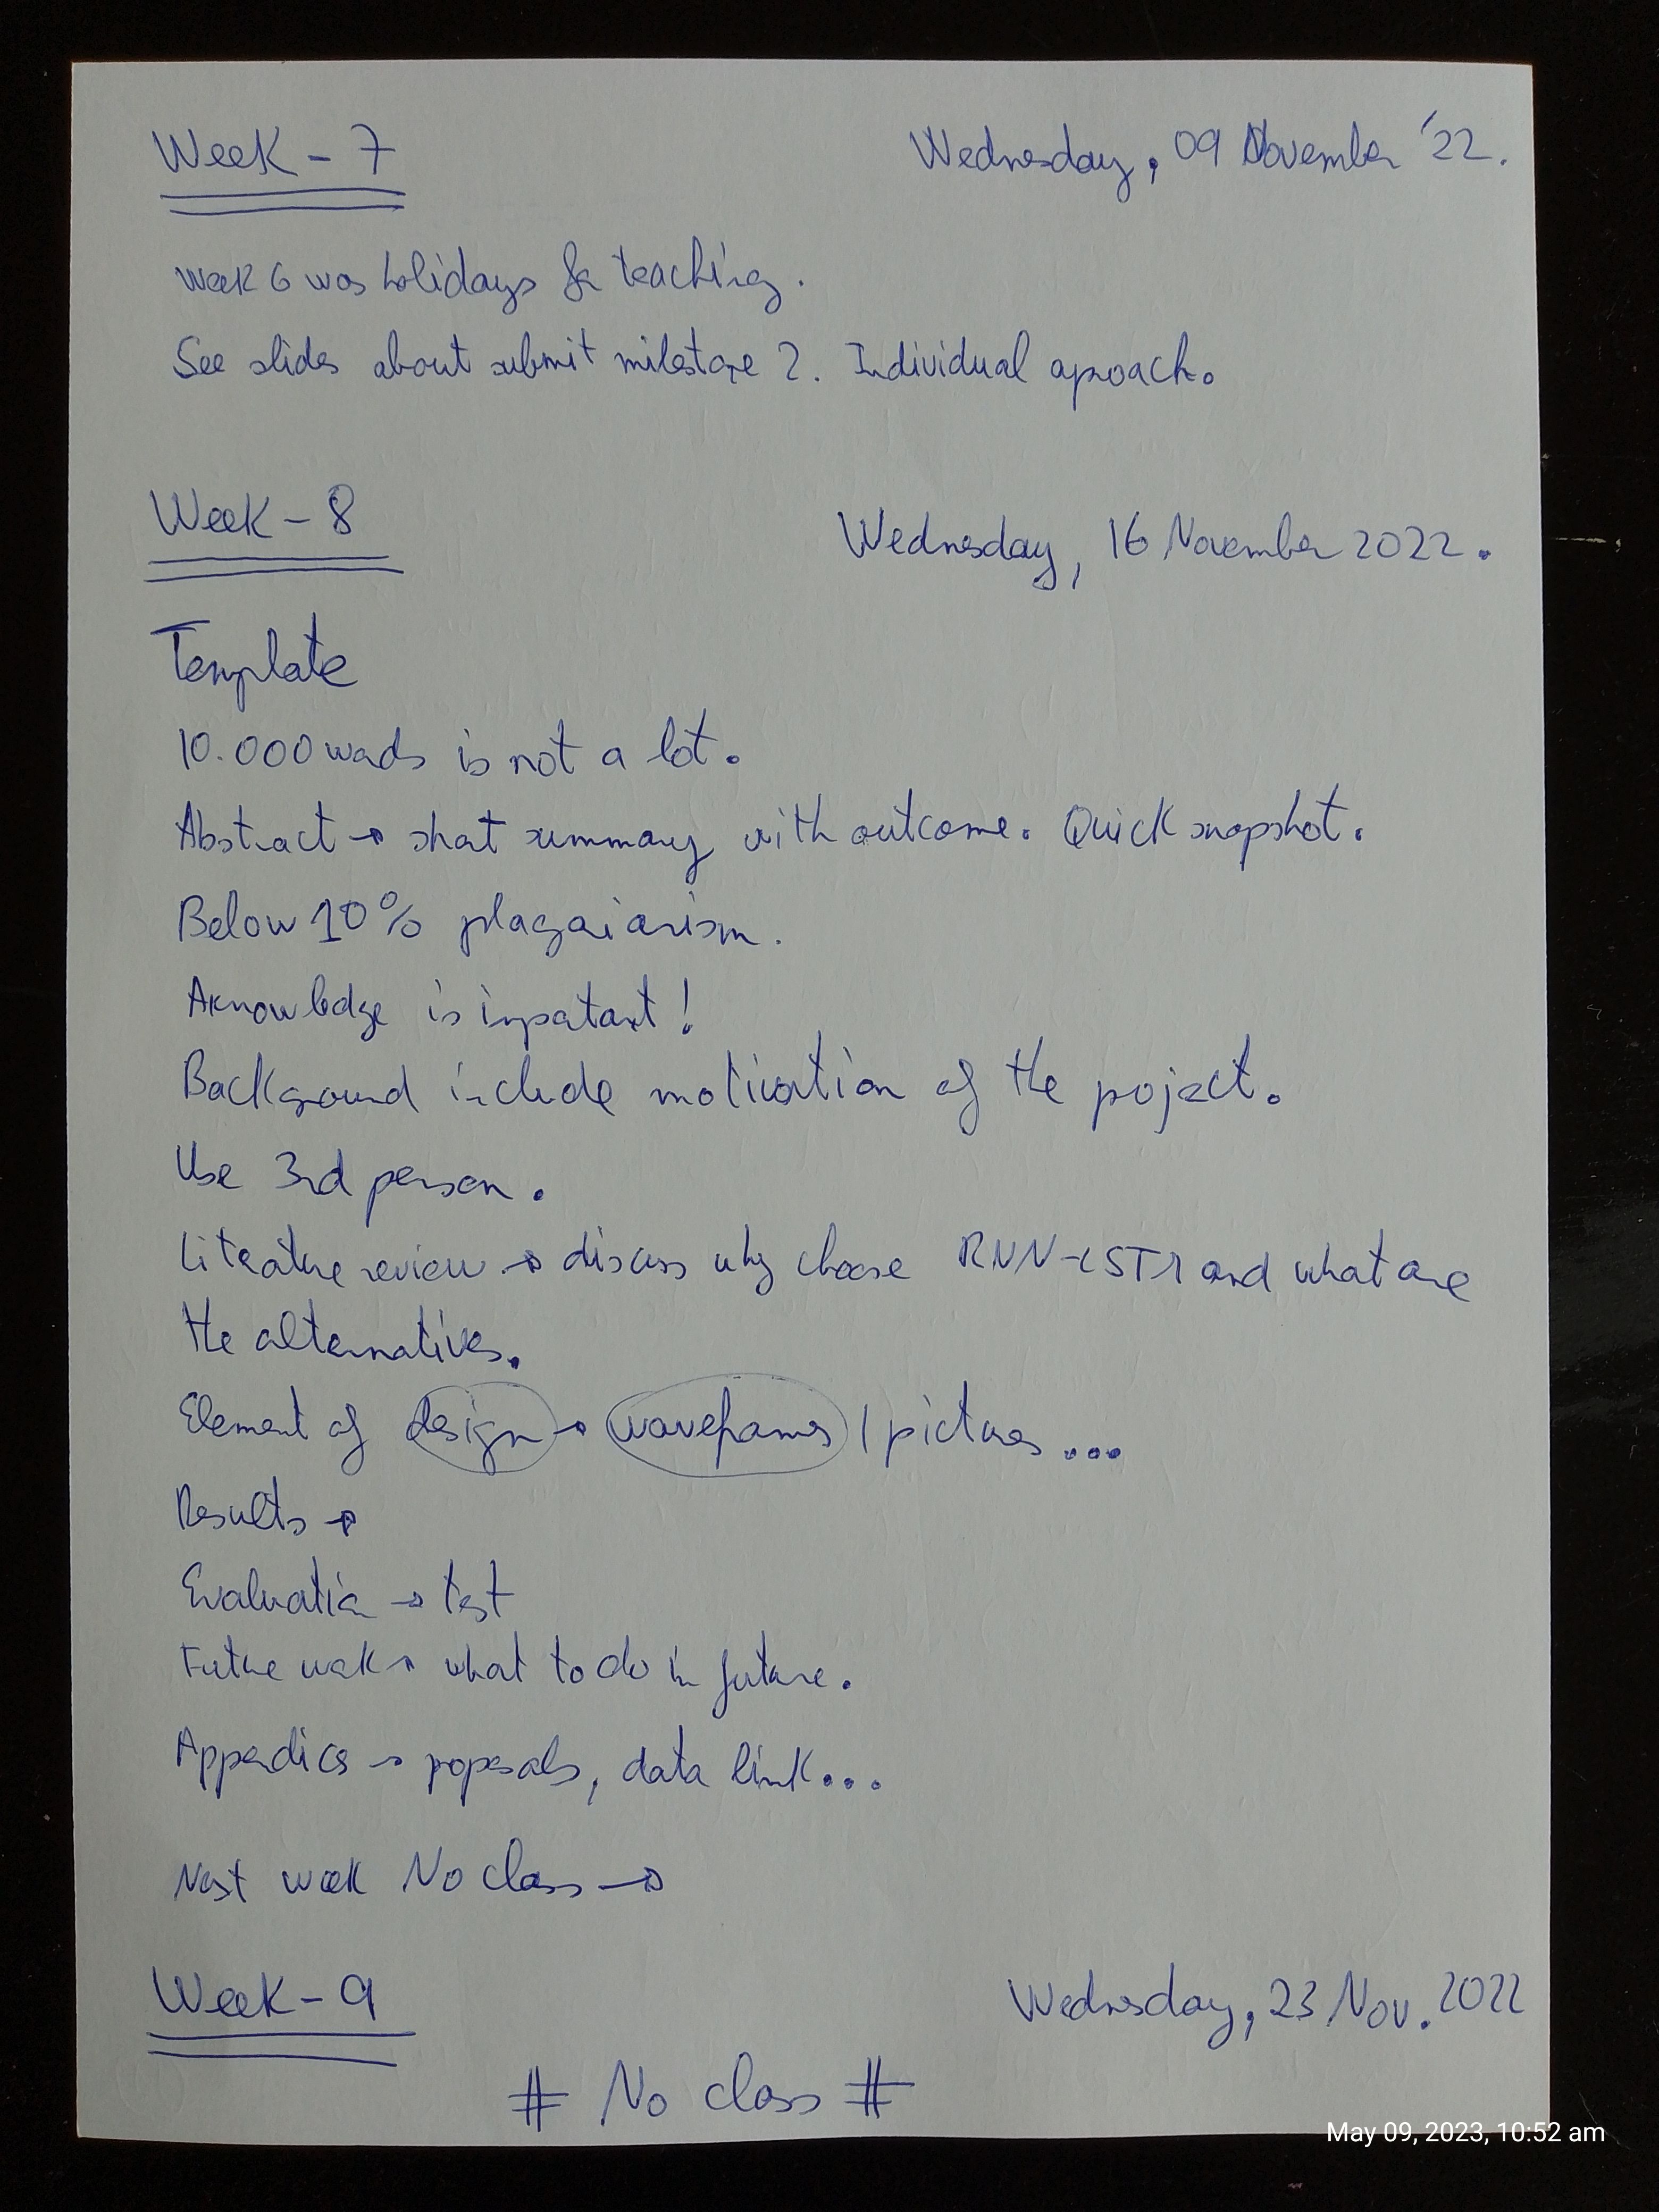 Week - 7
Wednesday, 09 November '22.
Week 6 was holidays for teaching.
See slides about submit milestone 2. Individual aproach.
Week - 8
Wednesday, 16 November 2022.
Template
10.000 words is not a lot.
Abstract → short summary with outcome. Quick snapshot.
Below 10% plagaiarism.
Aknowledge is inportant!
Background include motivation of the project.
Use 3rd person.
Literature review → discuss why choose RNN-LSTM and what are
the alternatives.
Element of design → waveframes / pictures ...
Results →
Evaluation → test
Future work → what to do in future.
Appendics → proposals, data link...
Next week No class →
Week - 9
Wednesday, 23 Nov. 2022
# No class #
May 09, 2023, 10:52 am